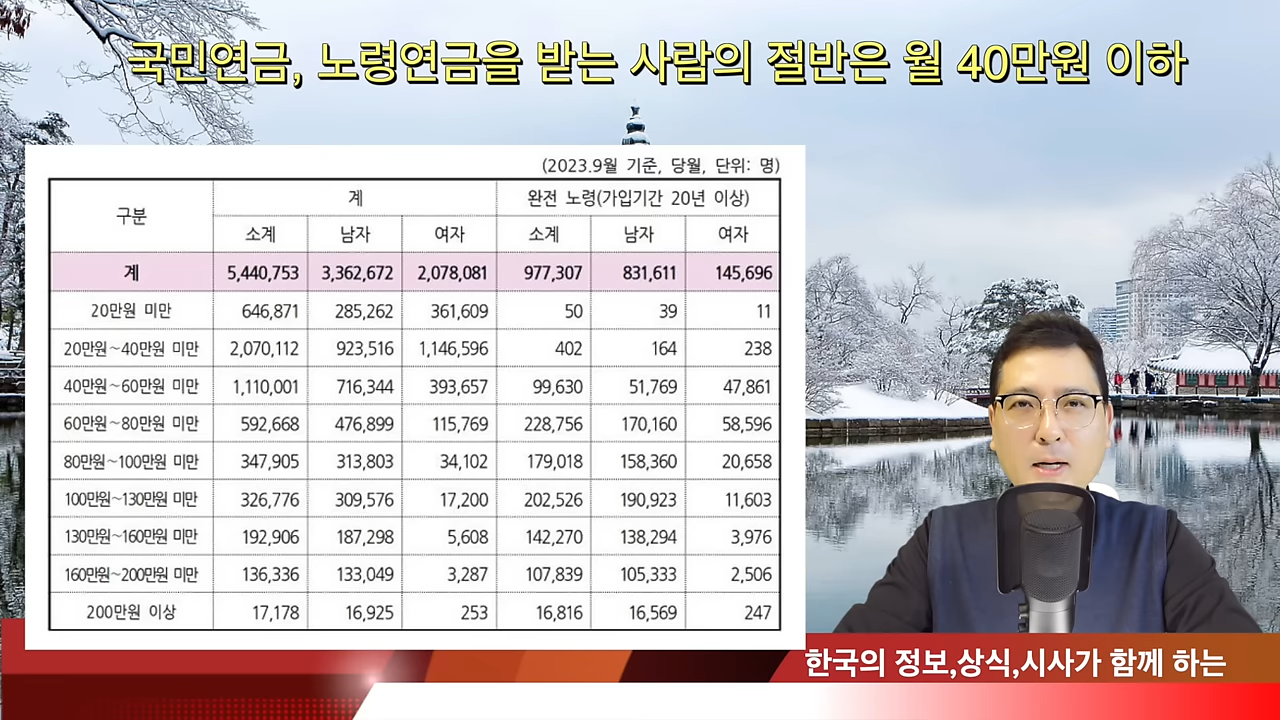 국민연금, 노령연금을 받는 사람의 절반은 월 40만원 이하
(2023.9월 기준, 당월, 단위: 명)
구분 계 완전 노령(가입기간 20년 이상)
소계 남자 여자 소계 남자 여자
계 5,440,753 3,362,672 2,078,081 977,307 831,611 145,696
20만원 미만 646,871 285,262 361,609 50 39 11
20만원~40만원 미만 2,070,112 923,516 1,146,596 402 164 238
40만원~60만원 미만 1,110,001 716,344 393,657 99,630 51,769 47,861
60만원~80만원 미만 592,668 476,899 115,769 228,756 170,160 58,596
80만원~100만원 미만 347,905 313,803 34,102 179,018 158,360 20,658
100만원~130만원 미만 326,776 309,576 17,200 202,526 190,923 11,603
130만원~160만원 미만 192,906 187,298 5,608 142,270 138,294 3,976
160만원~200만원 미만 136,336 133,049 3,287 107,839 105,333 2,506
200만원 이상 17,178 16,925 253 16,816 16,569 247
한국의 정보,상식,시사가 함께 하는